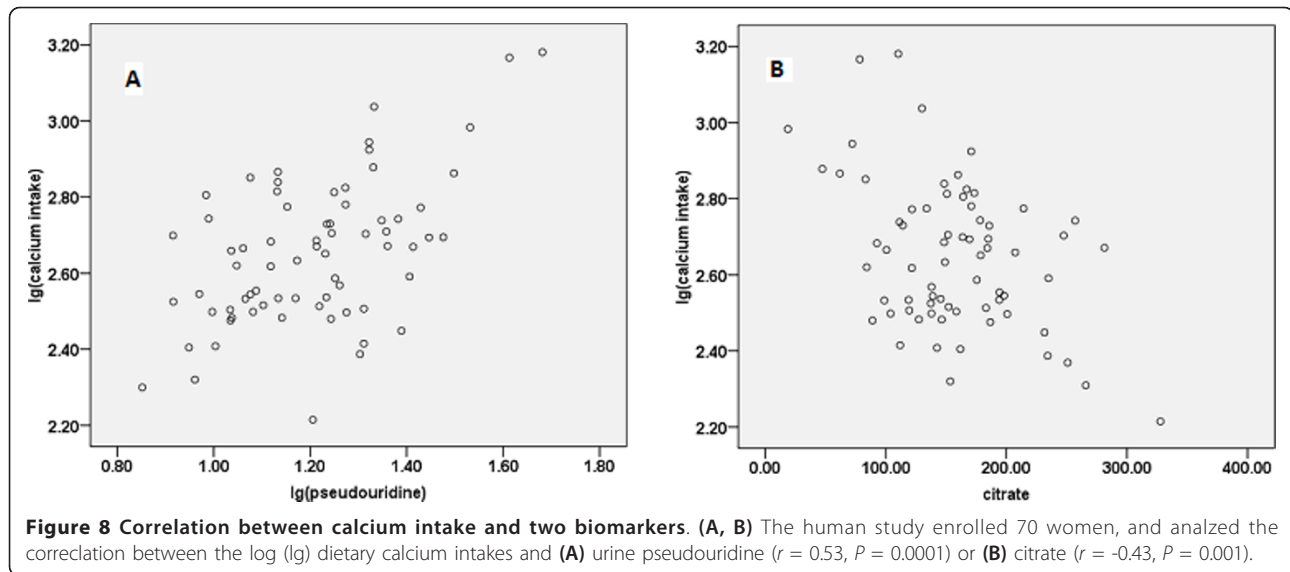 A
3.20
3.00
2.80
2.60
2.40
2.20
lg(calcium intake)
0.80 1.00 1.20 1.40 1.60 1.80
lg(pseudouridine)
B
3.20
3.00
2.80
2.60
2.40
2.20
lg(calcium intake)
0.00 100.00 200.00 300.00 400.00
citrate
Figure 8 Correlation between calcium intake and two biomarkers. (A, B) The human study enrolled 70 women, and analzed the
correclation between the log (lg) dietary calcium intakes and (A) urine pseudouridine (r = 0.53, P = 0.0001) or (B) citrate (r = -0.43, P = 0.001).